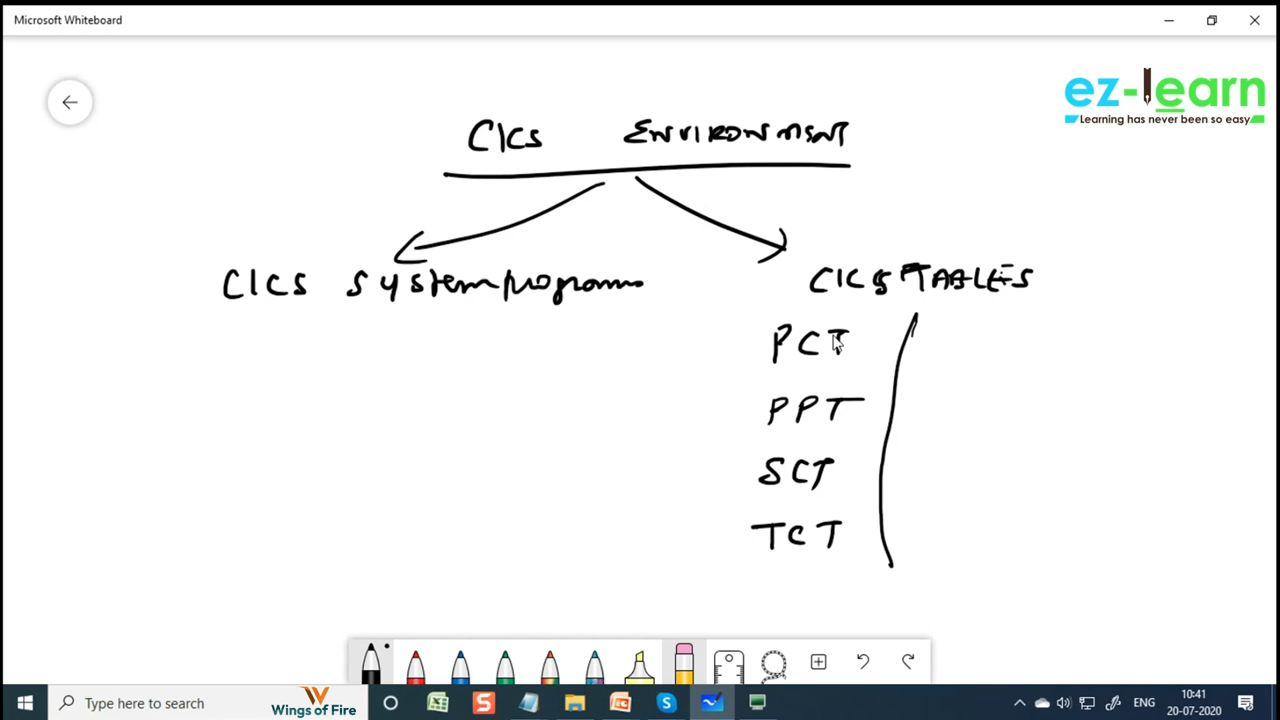 Microsoft Whiteboard
ez-learn
Learning has never been so easy
CICS ENVIRONMENT
CICS System programs
CICS TABLES
PCT
PPT
SCT
TCT
Type here to search
Wings of Fire
ENG
10:41
20-07-2020